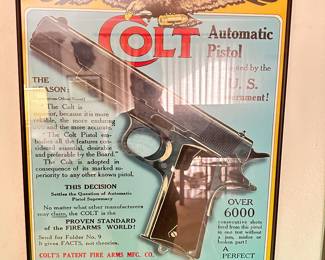 COLT
Automatic
Pistol
by the
U. S.
THE
REASON:
"The Colt is
because it is more
reliable, the more enduring
and the more accurate."
"The Colt Pistol em-
bodies all the features con-
sidered essential, desirable
and preferable by the Board."
The Colt is adopted in
consequence of its marked su-
periority to any other known pistol.
THIS DECISION
Settles the Question of Automatic
Pistol Supremacy
No matter what other manufacturers
may claim, the COLT is the
PROVEN STANDARD
of the FIREARMS WORLD!
Send for Folder No. 9
It gives FACTS, not theories.
COLT'S PATENT FIRE ARMS MFG. CO.
OVER
6000
consecutive shots
fired from this pistol
in one test without
a jam, misfire or
broken part!
A
PERFECT